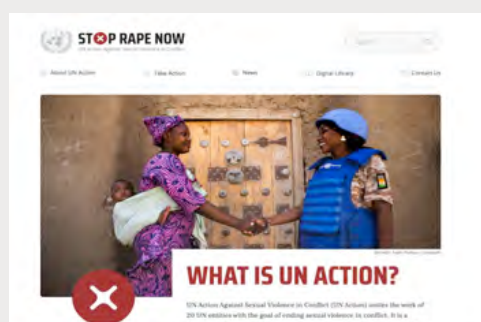 STOP RAPE NOW
UN Action Against Sexual Violence in Conflict
About UN Action
Take Action
News
Digital Library
Contact Us
WHAT IS UN ACTION?
UN Action Against Sexual Violence in Conflict (UN Action) unites the work of
20 UN entities with the goal of ending sexual violence in conflict. It is a